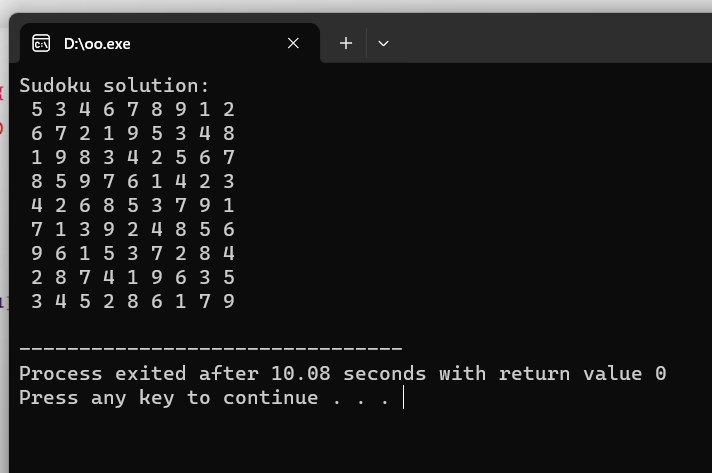 D:\oo.exe
Sudoku solution:
5 3 4 6 7 8 9 1 2
6 7 2 1 9 5 3 4 8
1 9 8 3 4 2 5 6 7
8 5 9 7 6 1 4 2 3
4 2 6 8 5 3 7 9 1
7 1 3 9 2 4 8 5 6
9 6 1 5 3 7 2 8 4
2 8 7 4 1 9 6 3 5
3 4 5 2 8 6 1 7 9
--------------------------------
Process exited after 10.08 seconds with return value 0
Press any key to continue . . .